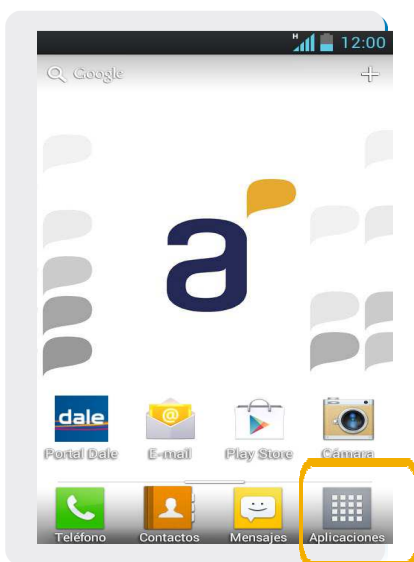 H 12:00
Google
a
dale
@
Portal Dale E-mail Play Store Cámara
Teléfono Contactos Mensajes Aplicaciones